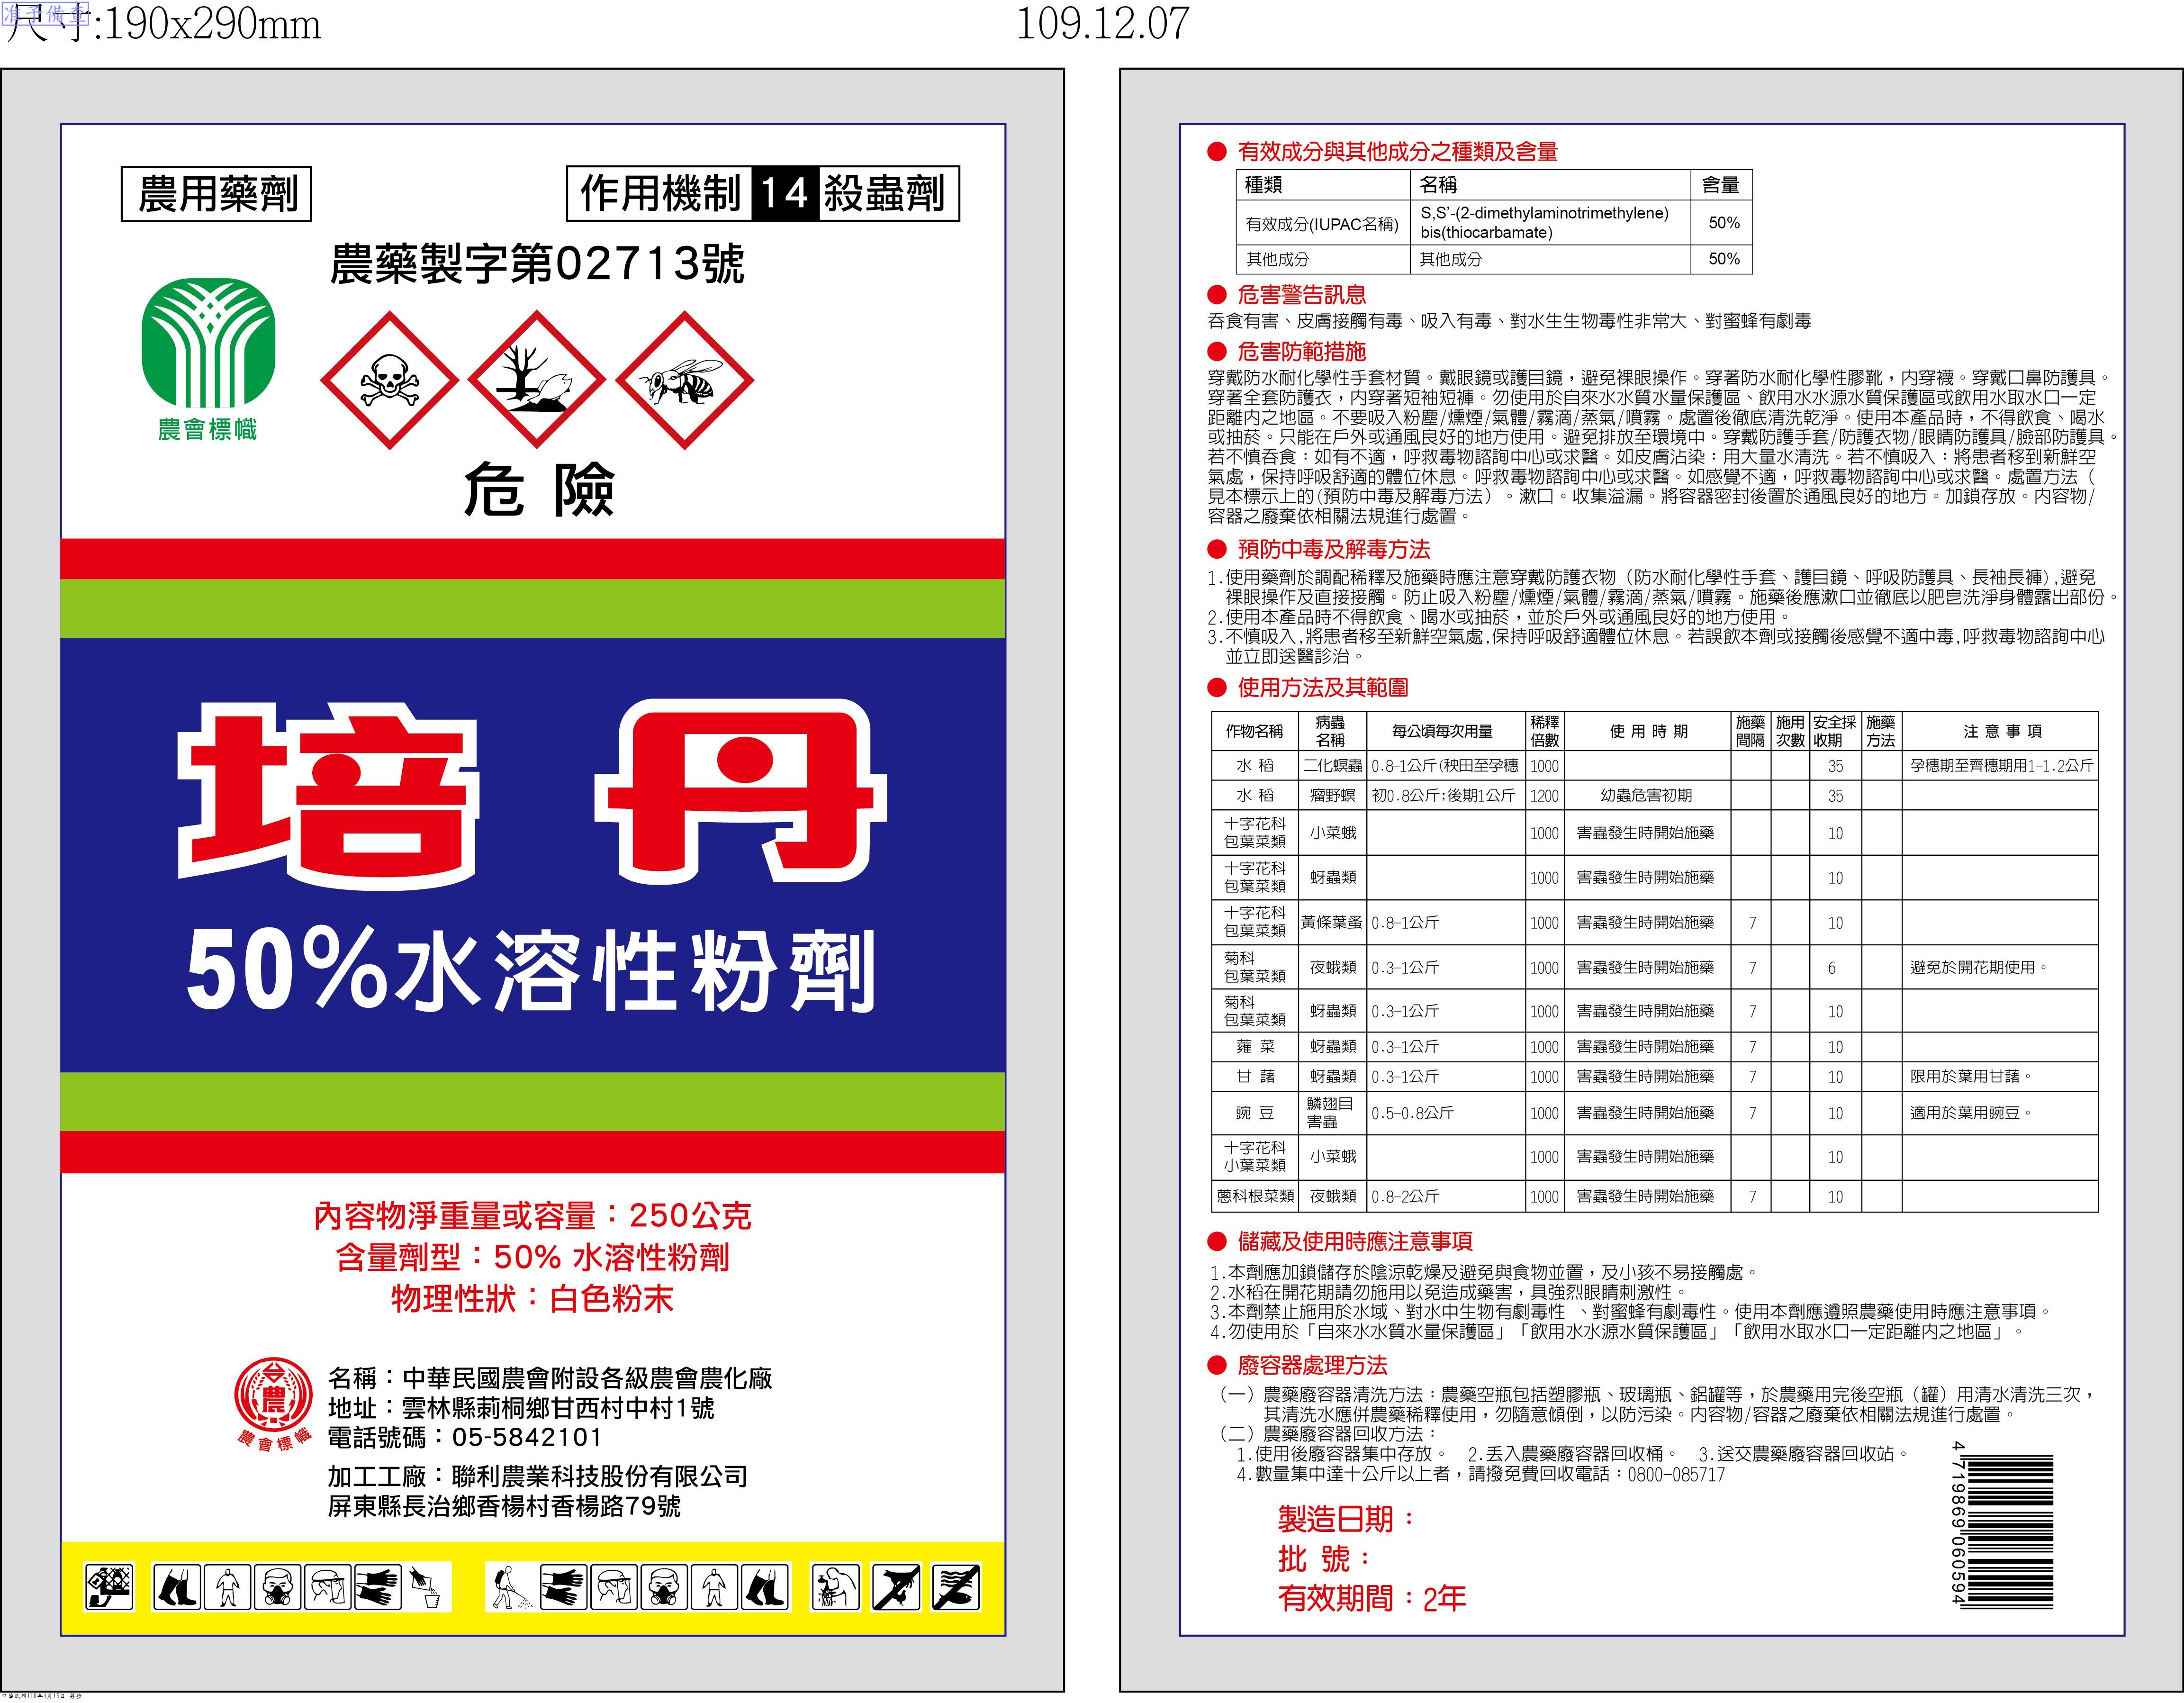 准予備查
尺寸:190x290mm
109.12.07
農用藥劑
作用機制 14 殺蟲劑
農藥製字第02713號
農會標幟
危 險
培 丹
50%水溶性粉劑
內容物淨重量或容量：250公克
含量劑型：50% 水溶性粉劑
物理性狀：白色粉末
名稱：中華民國農會附設各級農會農化廠
地址：雲林縣莿桐鄉甘西村中村1號
電話號碼：05-5842101
農會標幟
加工工廠：聯利農業科技股份有限公司
屏東縣長治鄉香楊村香楊路79號
● 有效成分與其他成分之種類及含量
種類 名稱 含量
有效成分(IUPAC名稱) S,S’-(2-dimethylaminotrimethylene) bis(thiocarbamate) 50%
其他成分 其他成分 50%
● 危害警告訊息
吞食有害、皮膚接觸有毒、吸入有毒、對水生生物毒性非常大、對蜜蜂有劇毒
● 危害防範措施
穿戴防水耐化學性手套材質。戴眼鏡或護目鏡，避免裸眼操作。穿著防水耐化學性膠靴，內穿襪。穿戴口鼻防護具。
穿著全套防護衣，內穿著短袖短褲。勿使用於自來水水質水量保護區、飲用水水源水質保護區或飲用水取水口一定
距離內之地區。不要吸入粉塵/燻煙/氣體/霧滴/蒸氣/噴霧。處置後徹底清洗乾淨。使用本產品時，不得飲食、喝水
或抽菸。只能在戶外或通風良好的地方使用。避免排放至環境中。穿戴防護手套/防護衣物/眼睛防護具/臉部防護具。
若不慎吞食：如有不適，呼救毒物諮詢中心或求醫。如皮膚沾染：用大量水清洗。若不慎吸入：將患者移到新鮮空
氣處，保持呼吸舒適的體位休息。呼救毒物諮詢中心或求醫。如感覺不適，呼救毒物諮詢中心或求醫。處置方法（
見本標示上的(預防中毒及解毒方法）。漱口。收集溢漏。將容器密封後置於通風良好的地方。加鎖存放。內容物/
容器之廢棄依相關法規進行處置。
● 預防中毒及解毒方法
1.使用藥劑於調配稀釋及施藥時應注意穿戴防護衣物（防水耐化學性手套、護目鏡、呼吸防護具、長袖長褲),避免
裸眼操作及直接接觸。防止吸入粉塵/燻煙/氣體/霧滴/蒸氣/噴霧。施藥後應漱口並徹底以肥皂洗淨身體露出部份。
2.使用本產品時不得飲食、喝水或抽菸，並於戶外或通風良好的地方使用。
3.不慎吸入,將患者移至新鮮空氣處,保持呼吸舒適體位休息。若誤飲本劑或接觸後感覺不適中毒,呼救毒物諮詢中心
並立即送醫診治。
● 使用方法及其範圍
作物名稱 病蟲名稱 每公頃每次用量 稀釋倍數 使用時期 施藥間隔 施用次數 安全採收期 施藥方法 注意事項
水 稻 二化螟蟲 0.8-1公斤(秧田至孕穗 1000 35 孕穗期至齊穗期用1-1.2公斤
水 稻 瘤野螟 初0.8公斤;後期1公斤 1200 幼蟲危害初期 35
十字花科包葉菜類 小菜蛾 1000 害蟲發生時開始施藥 10
十字花科包葉菜類 蚜蟲類 1000 害蟲發生時開始施藥 10
十字花科包葉菜類 黃條葉蚤 0.8-1公斤 1000 害蟲發生時開始施藥 7 10
菊科包葉菜類 夜蛾類 0.3-1公斤 1000 害蟲發生時開始施藥 7 6 避免於開花期使用。
菊科包葉菜類 蚜蟲類 0.3-1公斤 1000 害蟲發生時開始施藥 7 10
蕹 菜 蚜蟲類 0.3-1公斤 1000 害蟲發生時開始施藥 7 10
甘 藷 蚜蟲類 0.3-1公斤 1000 害蟲發生時開始施藥 7 10 限用於葉用甘藷。
豌 豆 鱗翅目害蟲 0.5-0.8公斤 1000 害蟲發生時開始施藥 7 10 適用於葉用豌豆。
十字花科小葉菜類 小菜蛾 1000 害蟲發生時開始施藥 10
蔥科根菜類 夜蛾類 0.8-2公斤 1000 害蟲發生時開始施藥 7 10
● 儲藏及使用時應注意事項
1.本劑應加鎖儲存於陰涼乾燥及避免與食物並置，及小孩不易接觸處。
2.水稻在開花期請勿施用以免造成藥害，具強烈眼睛刺激性。
3.本劑禁止施用於水域、對水中生物有劇毒性 、對蜜蜂有劇毒性。使用本劑應遵照農藥使用時應注意事項。
4.勿使用於「自來水水質水量保護區」「飲用水水源水質保護區」「飲用水取水口一定距離內之地區」。
● 廢容器處理方法
（一）農藥廢容器清洗方法：農藥空瓶包括塑膠瓶、玻璃瓶、鋁罐等，於農藥用完後空瓶（罐）用清水清洗三次，
其清洗水應併農藥稀釋使用，勿隨意傾倒，以防污染。內容物/容器之廢棄依相關法規進行處置。
（二）農藥廢容器回收方法：
1.使用後廢容器集中存放。 2.丟入農藥廢容器回收桶。 3.送交農藥廢容器回收站。
4.數量集中達十公斤以上者，請撥免費回收電話：0800-085717
製造日期：
批 號：
有效期間：2年
4719869060594
中華民國110年4月15日 簽發